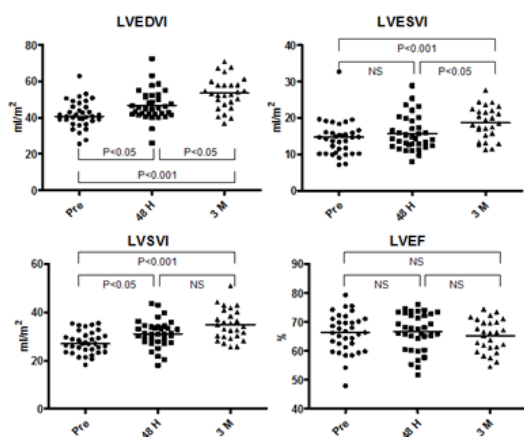 LVEDVI
80
60
40
20
0
ml/m²
P<0.05
P<0.05
P<0.001
Pre
48 H
3 M
LVESVI
P<0.001
NS
P<0.05
40
30
20
10
0
ml/m²
Pre
48 H
3 M
LVSVI
P<0.001
P<0.05
NS
60
40
20
0
ml/m²
Pre
48 H
3 M
LVEF
NS
NS
NS
90
80
70
60
50
40
%
Pre
48 H
3 M